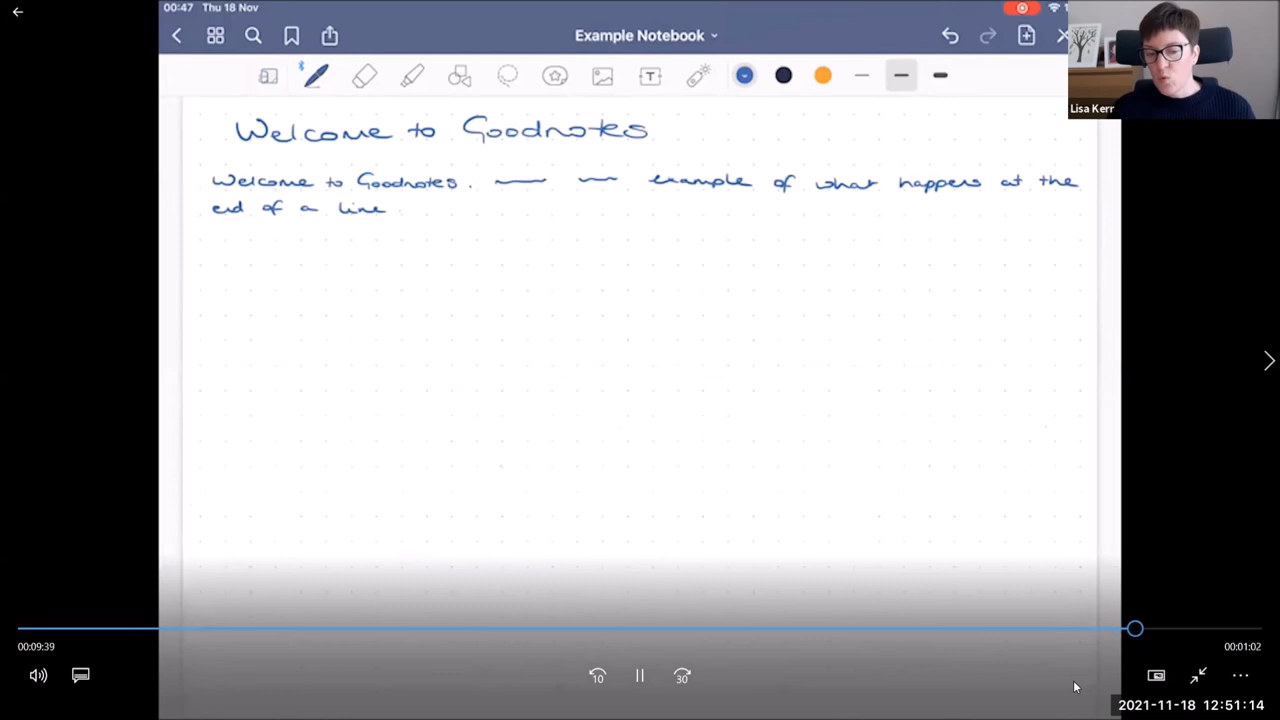 00:47 Thu 18 Nov
Example Notebook
T
Lisa Kerr
Welcome to Goodnotes
Welcome to Goodnotes. example of what happens at the
end of a line
00:09:39
00:01:02
10
30
2021-11-18 12:51:14